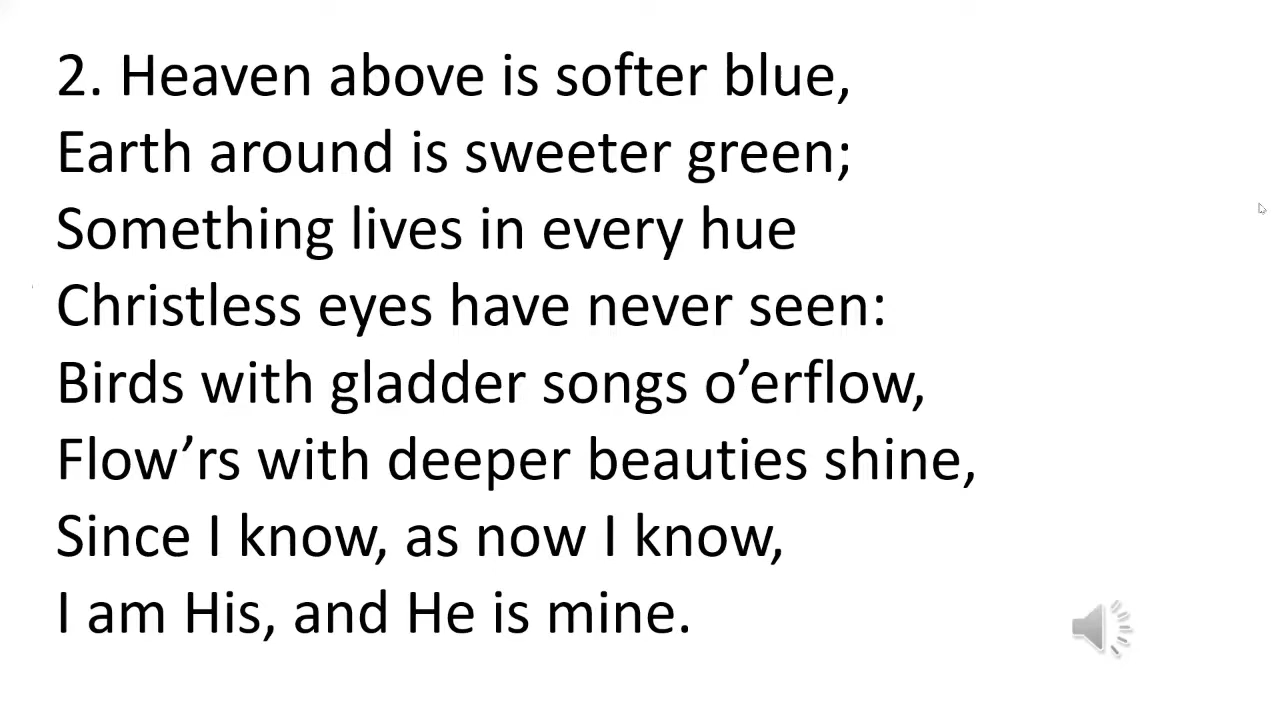 2. Heaven above is softer blue,
Earth around is sweeter green;
Something lives in every hue
Christless eyes have never seen:
Birds with gladder songs o’erflow,
Flow’rs with deeper beauties shine,
Since I know, as now I know,
I am His, and He is mine.